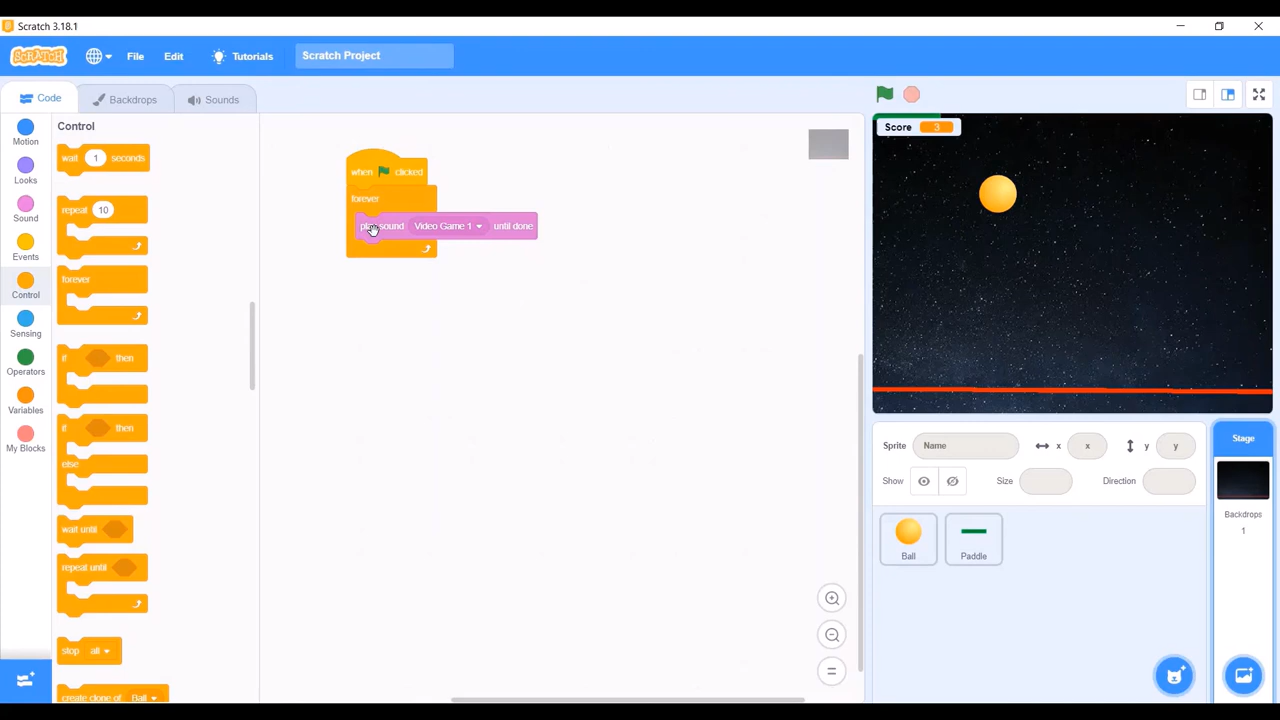 Scratch 3.18.1
SCRATCH File Edit Tutorials Scratch Project
Code Backdrops Sounds
Motion
Looks
Sound
Events
Control
Sensing
Operators
Variables
My Blocks
Control
wait 1 seconds
repeat 10
forever
if then
if then
else
wait until
repeat until
stop all
create clone of Ball
when clicked
forever
play sound Video Game 1 until done
Score 3
Sprite Name x x y y
Show Size Direction
Ball
Paddle
Stage
Backdrops
1